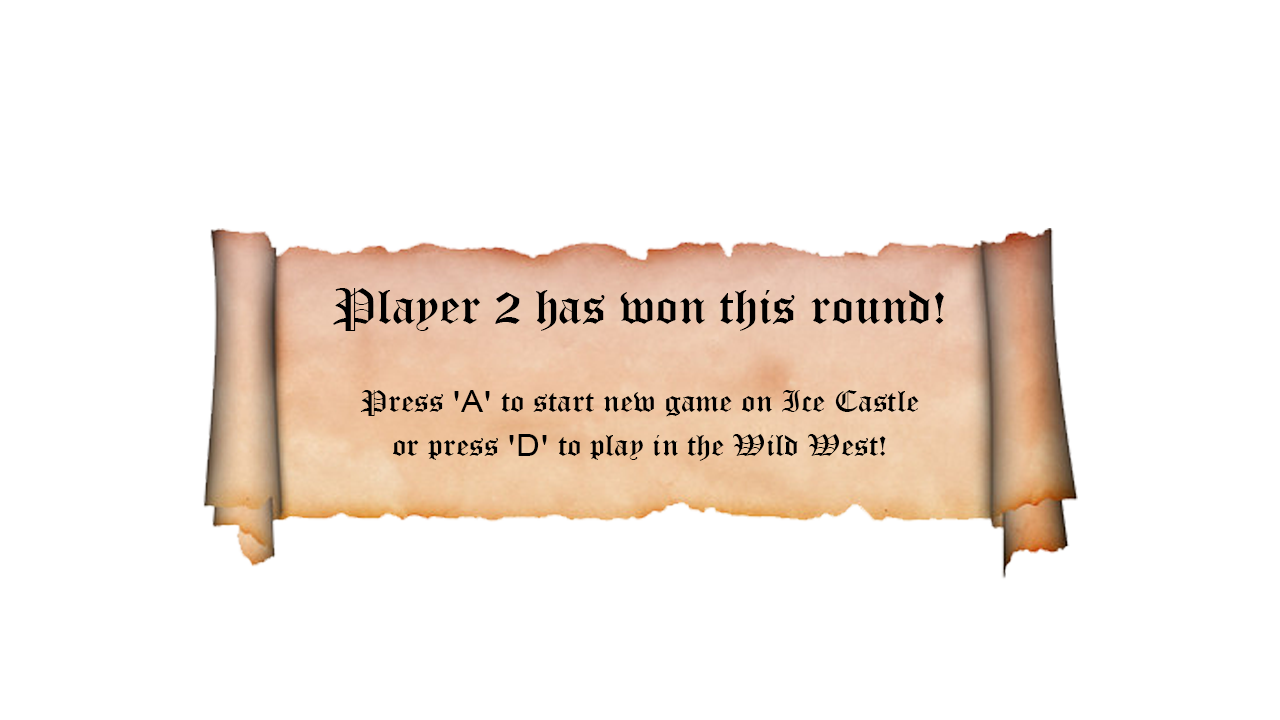 Player 2 has won this round!
Press 'A' to start new game on Ice Castle
or press 'D' to play in the Wild West!